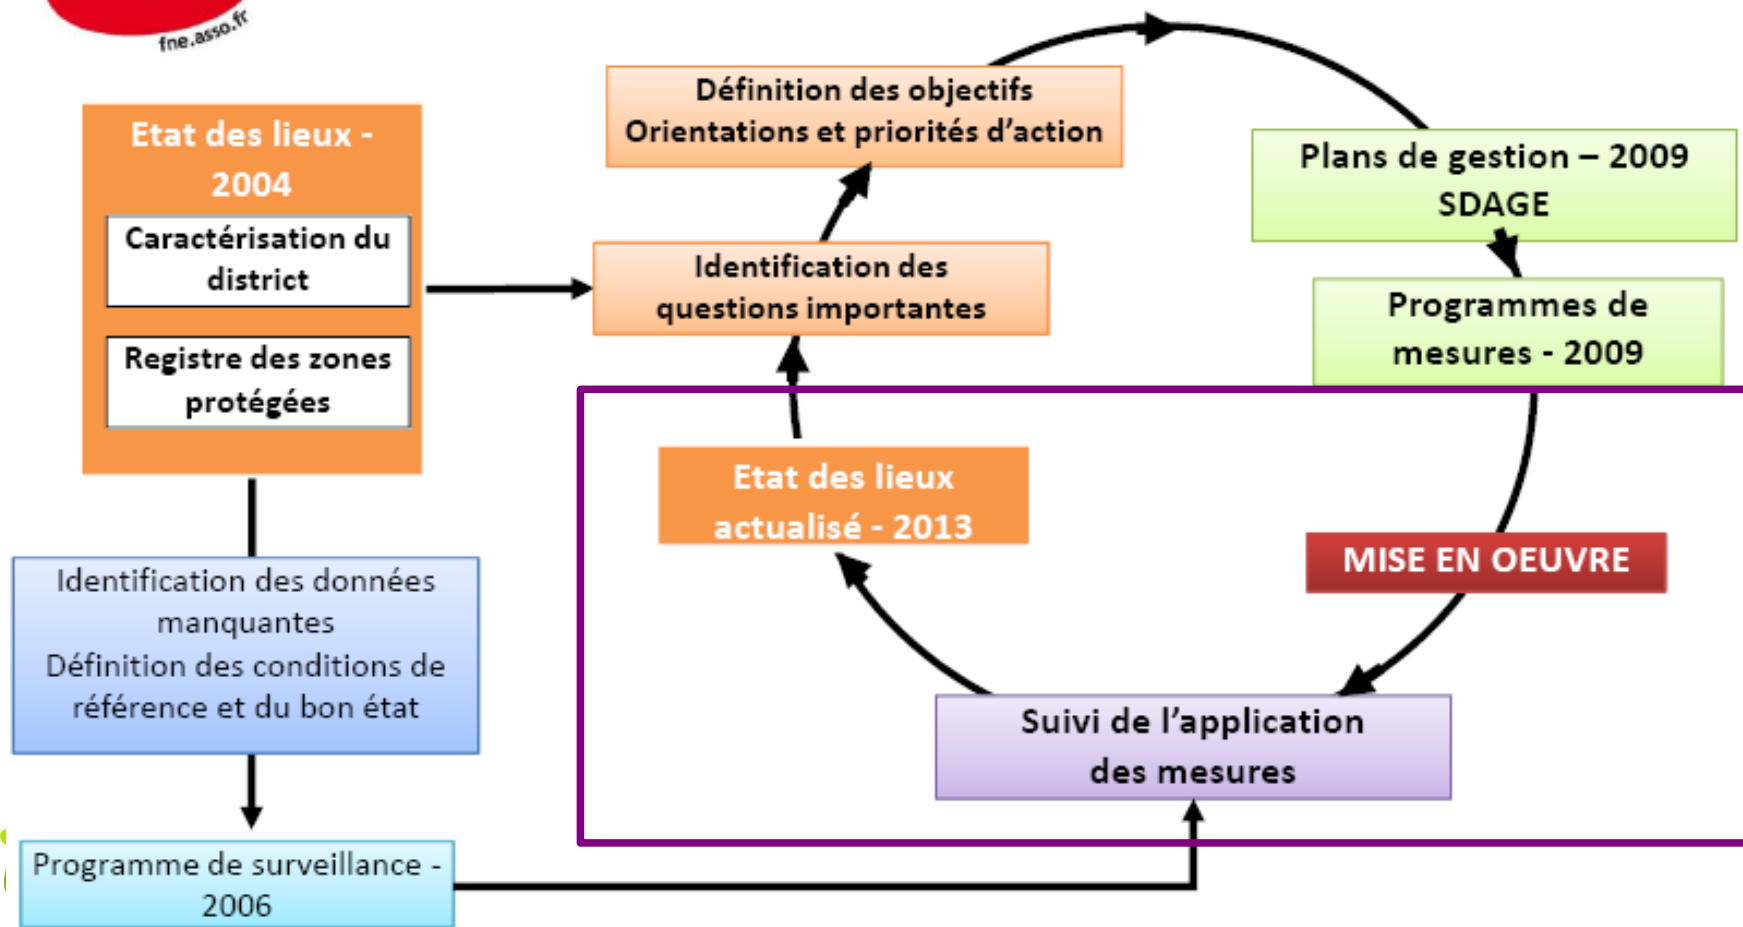 fne.asso.fr
Etat des lieux -
2004
Caractérisation du
district
Registre des zones
protégées
Identification des données
manquantes
Définition des conditions de
référence et du bon état
Programme de surveillance -
2006
Définition des objectifs
Orientations et priorités d’action
Identification des
questions importantes
Etat des lieux
actualisé - 2013
Plans de gestion – 2009
SDAGE
Programmes de
mesures - 2009
MISE EN OEUVRE
Suivi de l’application
des mesures